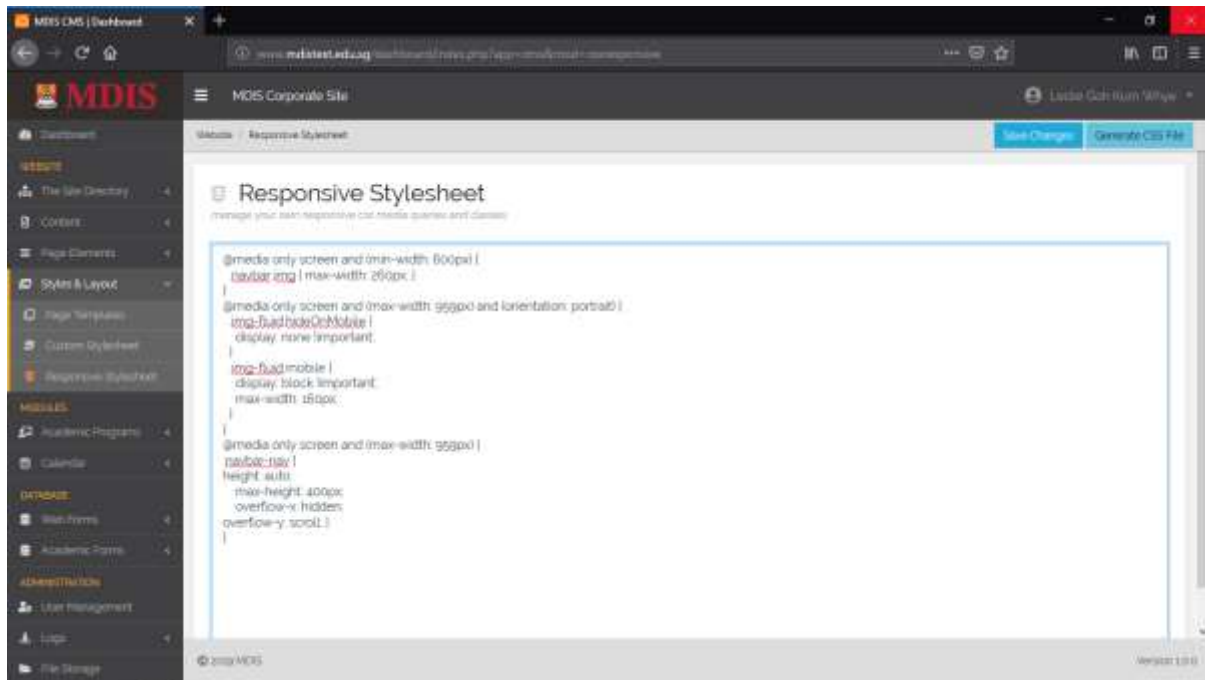 MDIS CMS | Dashboard
MDIS
MDIS Corporate Site
Dashboard
Website / Responsive Stylesheet
Save Changes
Generate CSS File
WEBSITE
The Site Directory
Content
Page Elements
Styles & Layout
Page Templates
Custom Stylesheet
Responsive Stylesheet
MODULES
Academic Programs
Calendar
DATABASE
Web Forms
Academic Forms
ADMINISTRATION
User Management
Logs
File Storage
Responsive Stylesheet
manage your own responsive css media queries and classes
@media only screen and (min-width: 600px) {
.navbar img { max-width: 260px; }
}
@media only screen and (max-width: 959px) and (orientation: portrait) {
.img-fluid.hideOnMobile {
display: none !important;
}
.img-fluid.mobile {
display: block !important;
max-width: 160px;
}
}
@media only screen and (max-width: 959px) {
.navbar-nav {
height: auto;
max-height: 400px;
overflow-x: hidden;
overflow-y: scroll; }
}
© 2019 MDIS
Version 1.0.0